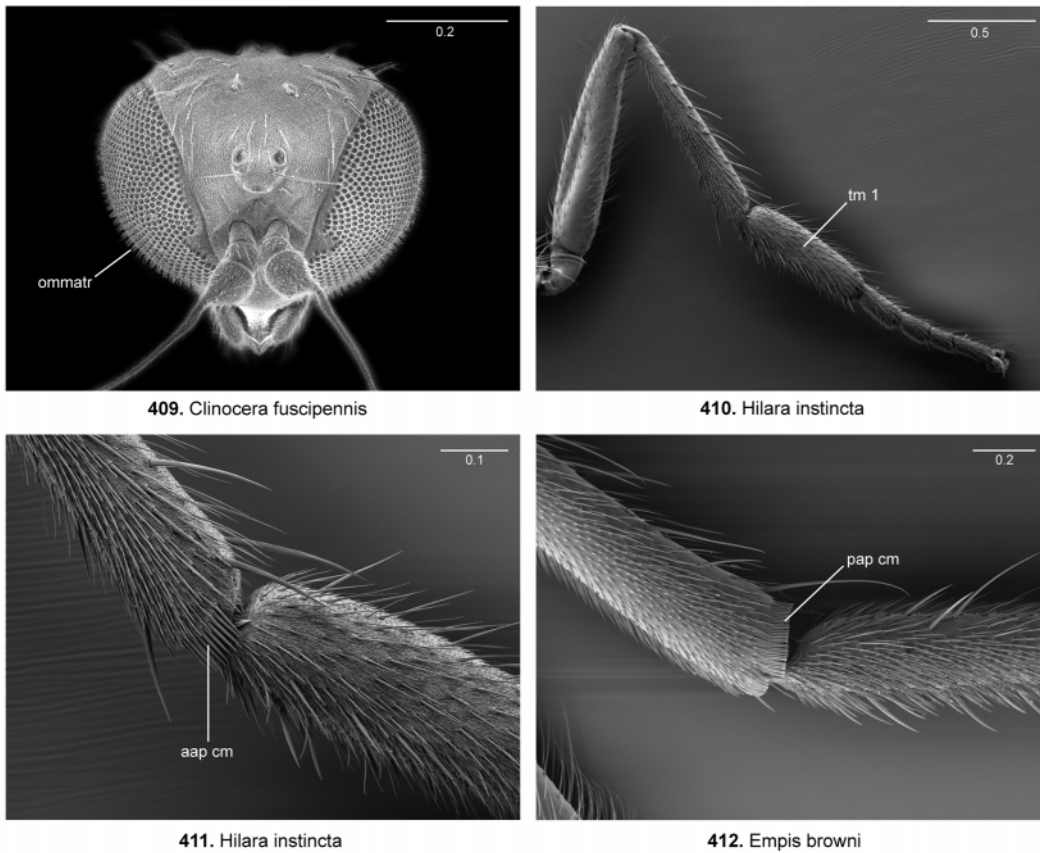 0.2
ommatr
409. Clinocera fuscipennis
0.5
tm 1
410. Hilara instincta
0.1
aap cm
411. Hilara instincta
0.2
pap cm
412. Empis browni